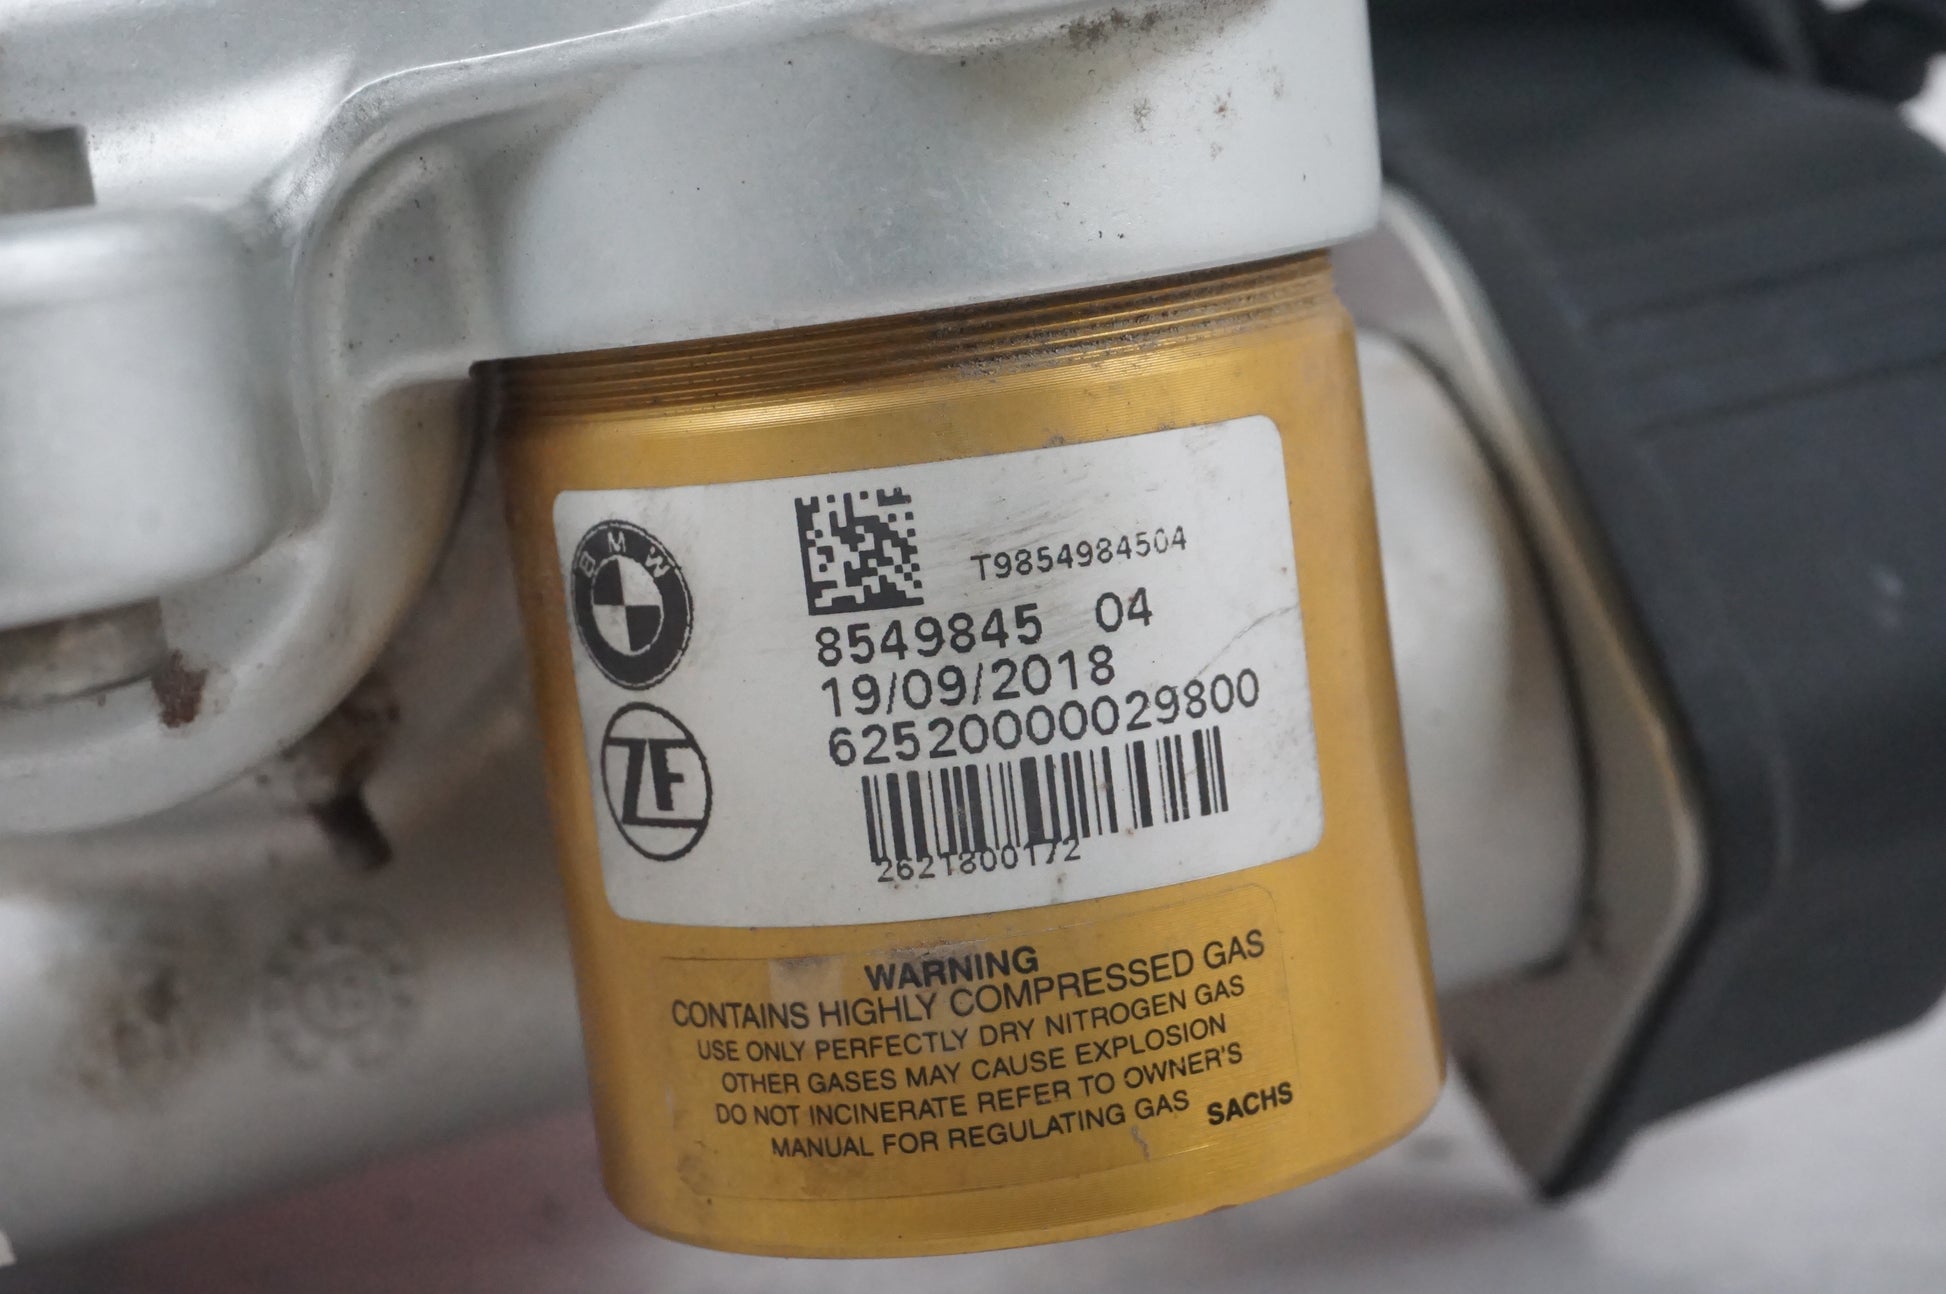 BMW
T9854984504
8549845 04
19/09/2018
62520000029800
ZF
2621800172
WARNING
CONTAINS HIGHLY COMPRESSED GAS
USE ONLY PERFECTLY DRY NITROGEN GAS
OTHER GASES MAY CAUSE EXPLOSION
DO NOT INCINERATE REFER TO OWNER'S
MANUAL FOR REGULATING GAS SACHS